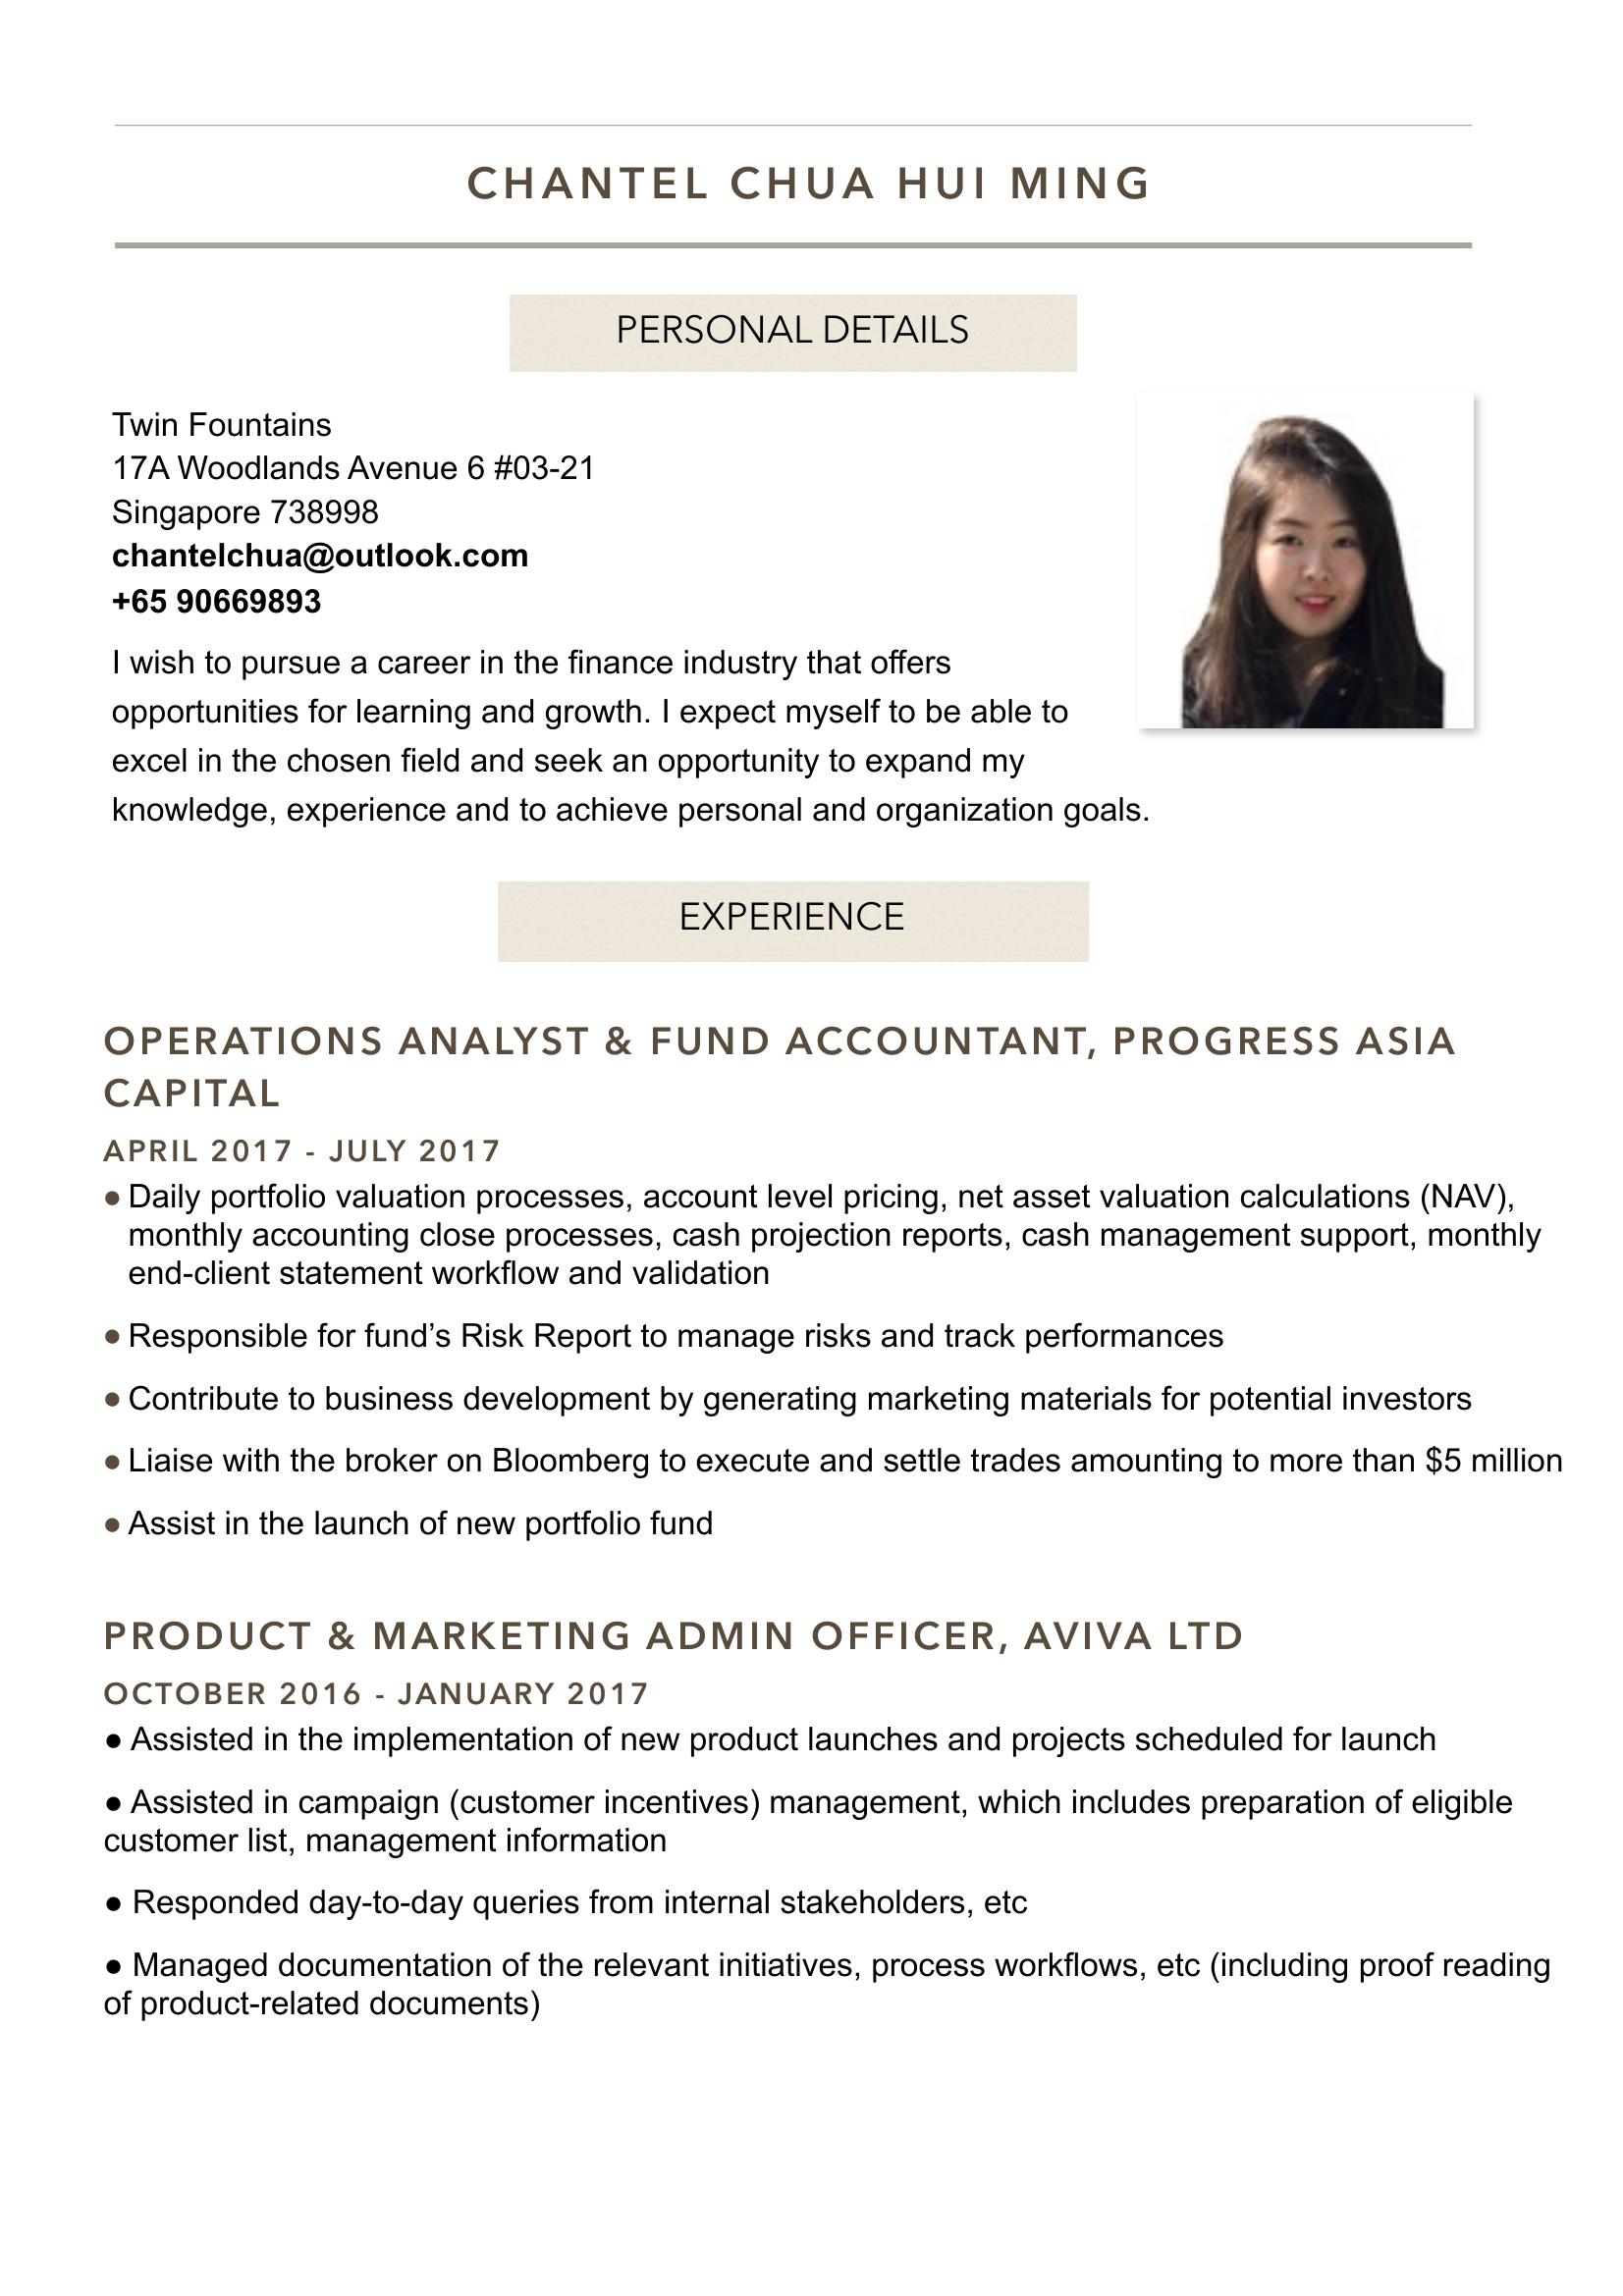 CHANTEL CHUA HUI MING
PERSONAL DETAILS
Twin Fountains
17A Woodlands Avenue 6 #03-21
Singapore 738998
chantelchua@outlook.com
+65 90669893
I wish to pursue a career in the finance industry that offers
opportunities for learning and growth. I expect myself to be able to
excel in the chosen field and seek an opportunity to expand my
knowledge, experience and to achieve personal and organization goals.
EXPERIENCE
OPERATIONS ANALYST & FUND ACCOUNTANT, PROGRESS ASIA
CAPITAL
APRIL 2017 - JULY 2017
● Daily portfolio valuation processes, account level pricing, net asset valuation calculations (NAV),
monthly accounting close processes, cash projection reports, cash management support, monthly
end-client statement workflow and validation
● Responsible for fund’s Risk Report to manage risks and track performances
● Contribute to business development by generating marketing materials for potential investors
● Liaise with the broker on Bloomberg to execute and settle trades amounting to more than $5 million
● Assist in the launch of new portfolio fund
PRODUCT & MARKETING ADMIN OFFICER, AVIVA LTD
OCTOBER 2016 - JANUARY 2017
● Assisted in the implementation of new product launches and projects scheduled for launch
● Assisted in campaign (customer incentives) management, which includes preparation of eligible
customer list, management information
● Responded day-to-day queries from internal stakeholders, etc
● Managed documentation of the relevant initiatives, process workflows, etc (including proof reading
of product-related documents)